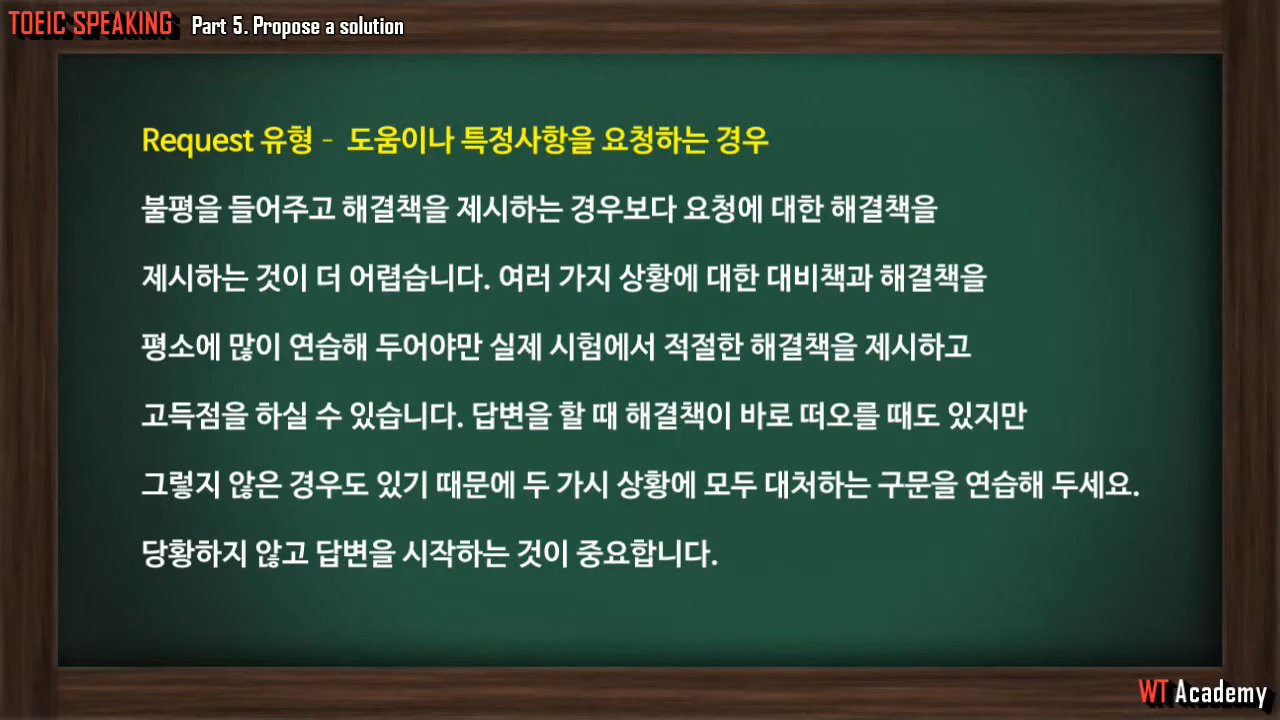 TOEIC SPEAKING Part 5. Propose a solution
Request 유형 - 도움이나 특정사항을 요청하는 경우
불평을 들어주고 해결책을 제시하는 경우보다 요청에 대한 해결책을
제시하는 것이 더 어렵습니다. 여러 가지 상황에 대한 대비책과 해결책을
평소에 많이 연습해 두어야만 실제 시험에서 적절한 해결책을 제시하고
고득점을 하실 수 있습니다. 답변을 할 때 해결책이 바로 떠오를 때도 있지만
그렇지 않은 경우도 있기 때문에 두 가시 상황에 모두 대처하는 구문을 연습해 두세요.
당황하지 않고 답변을 시작하는 것이 중요합니다.
WT Academy